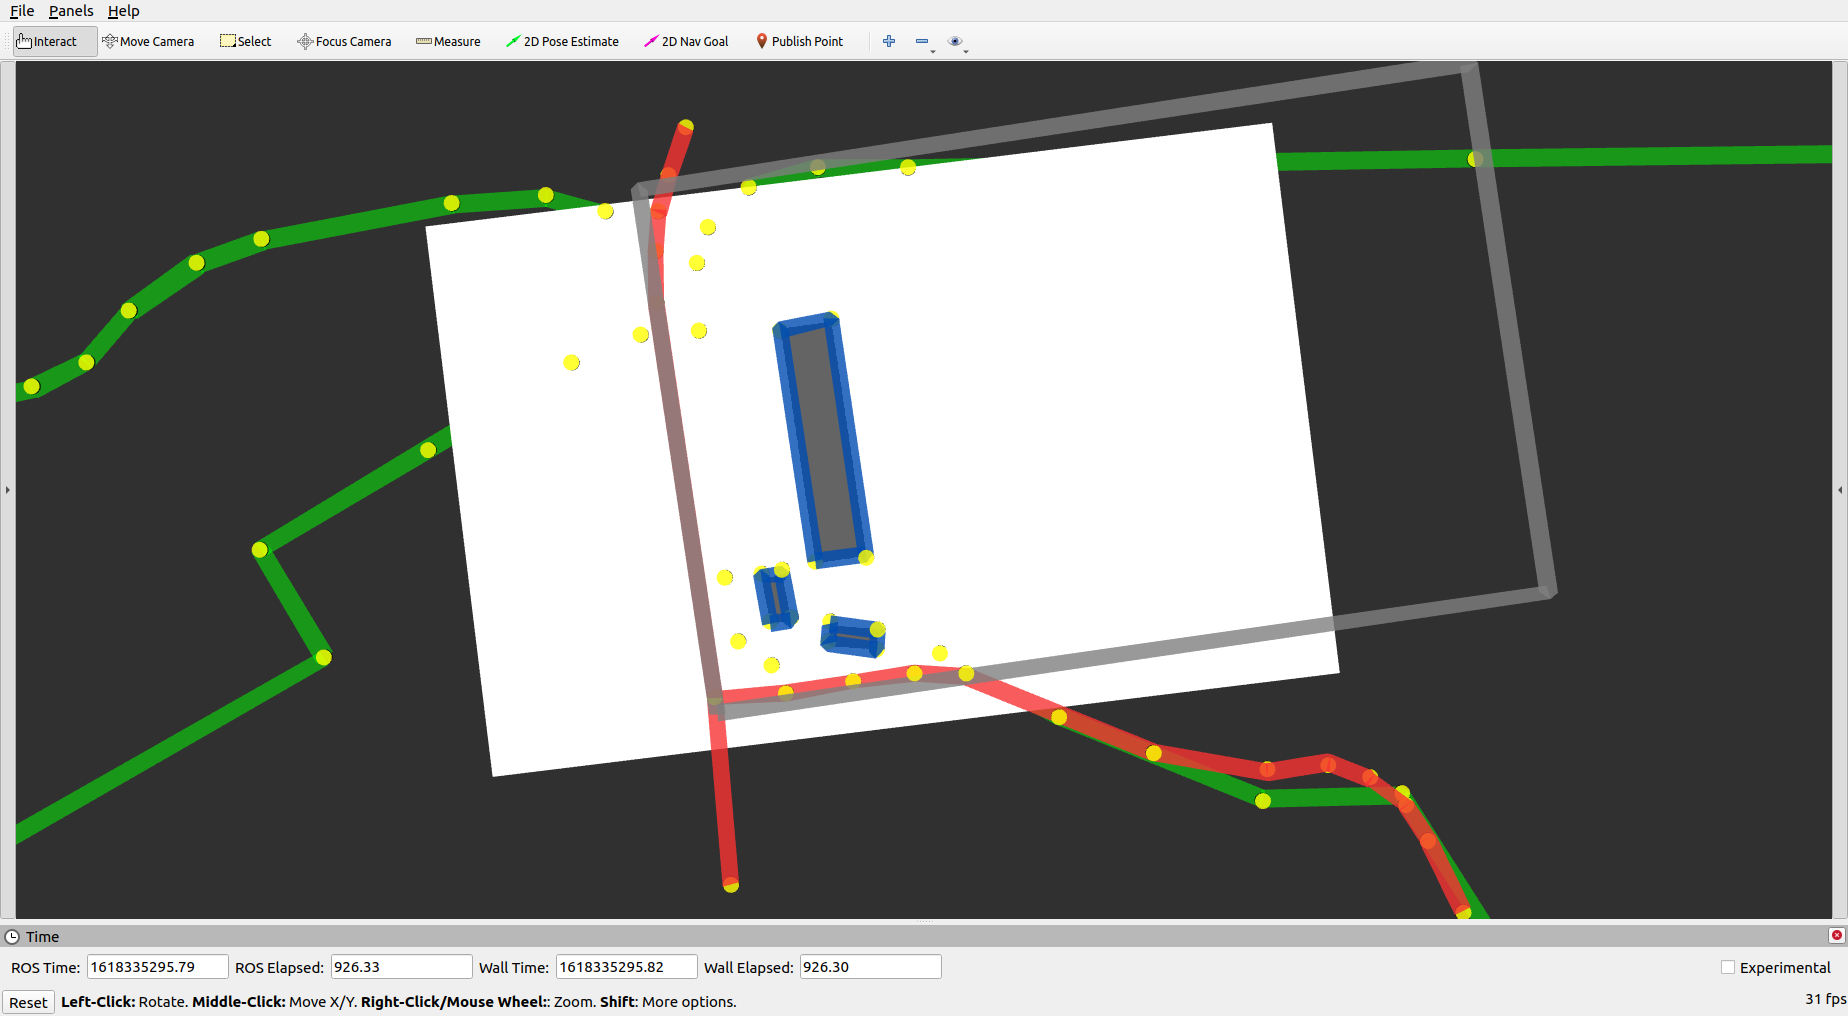 File Panels Help
Interact Move Camera Select Focus Camera Measure 2D Pose Estimate 2D Nav Goal Publish Point
Time
ROS Time: 1618335295.79 ROS Elapsed: 926.33 Wall Time: 1618335295.82 Wall Elapsed: 926.30 Experimental
Reset Left-Click: Rotate. Middle-Click: Move X/Y. Right-Click/Mouse Wheel:: Zoom. Shift: More options. 31 fps